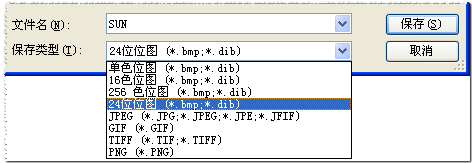 文件名(N): SUN 保存(S)
保存类型(T): 24位位图 (*.bmp;*.dib) 取消
单色位图 (*.bmp;*.dib)
16色位图 (*.bmp;*.dib)
256 色位图 (*.bmp;*.dib)
24位位图 (*.bmp;*.dib)
JPEG (*.JPG;*.JPEG;*.JPE;*.JFIF)
GIF (*.GIF)
TIFF (*.TIF;*.TIFF)
PNG (*.PNG)